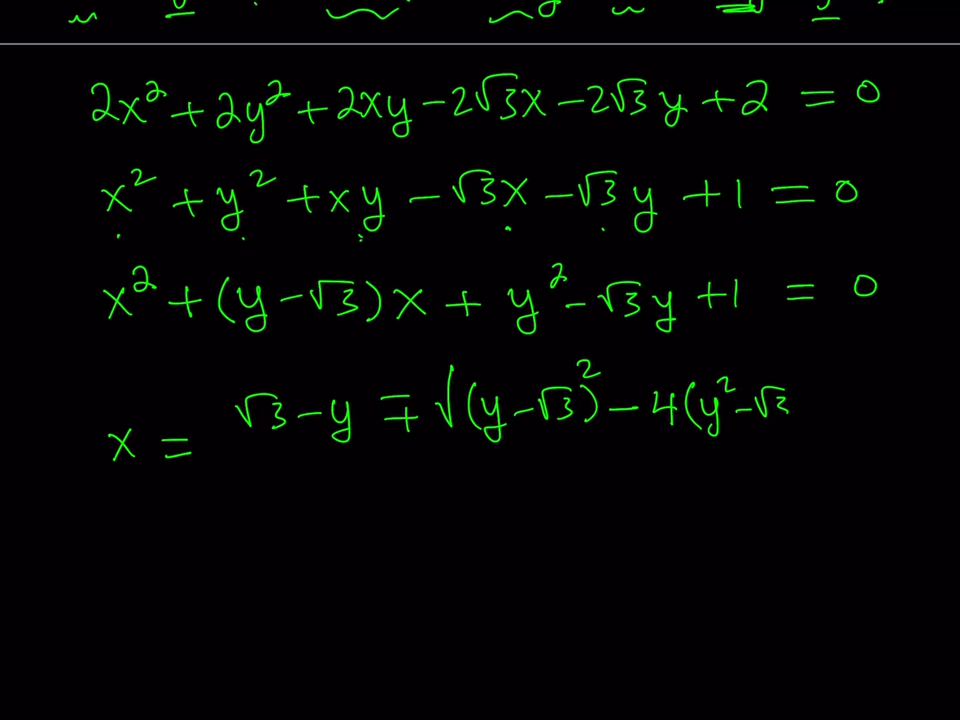 2x² + 2y² + 2xy - 2√3x - 2√3y + 2 = 0
x² + y² + xy - √3x - √3y + 1 = 0
x² + (y - √3)x + y² - √3y + 1 = 0
x = √3 - y ∓ √(y - √3)² - 4(y² - √3